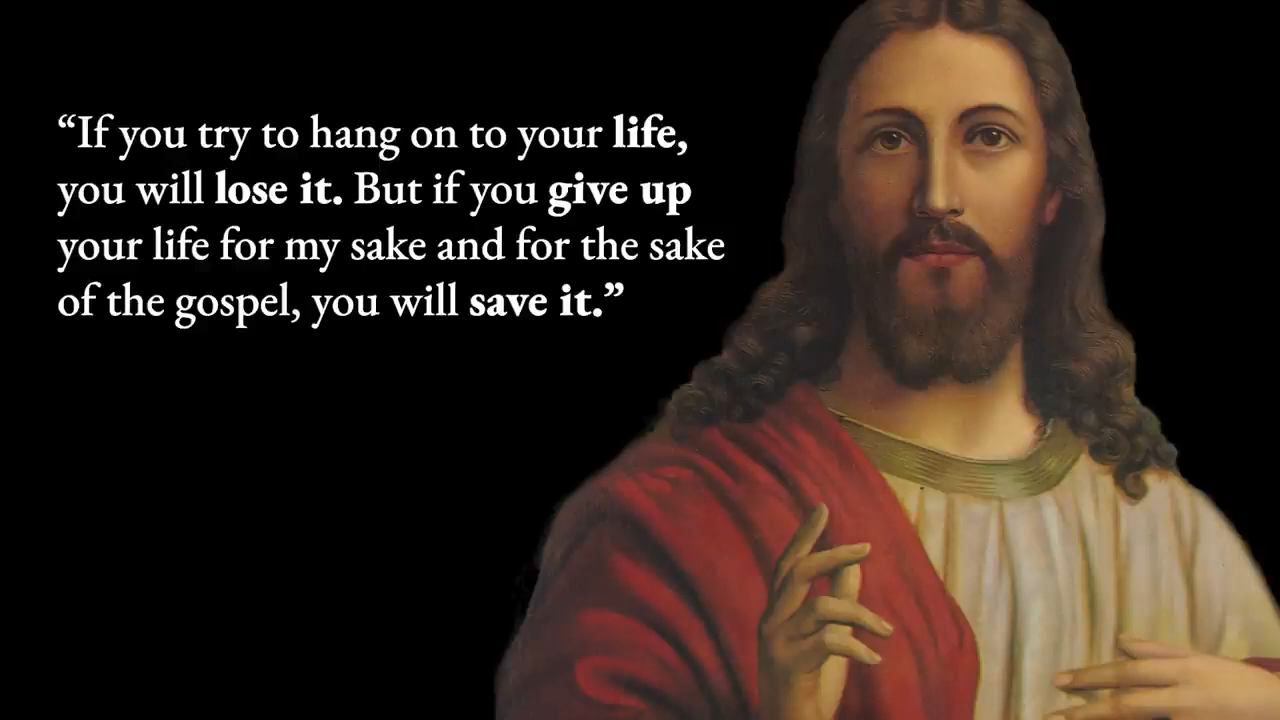 “If you try to hang on to your life,
you will lose it. But if you give up
your life for my sake and for the sake
of the gospel, you will save it.”